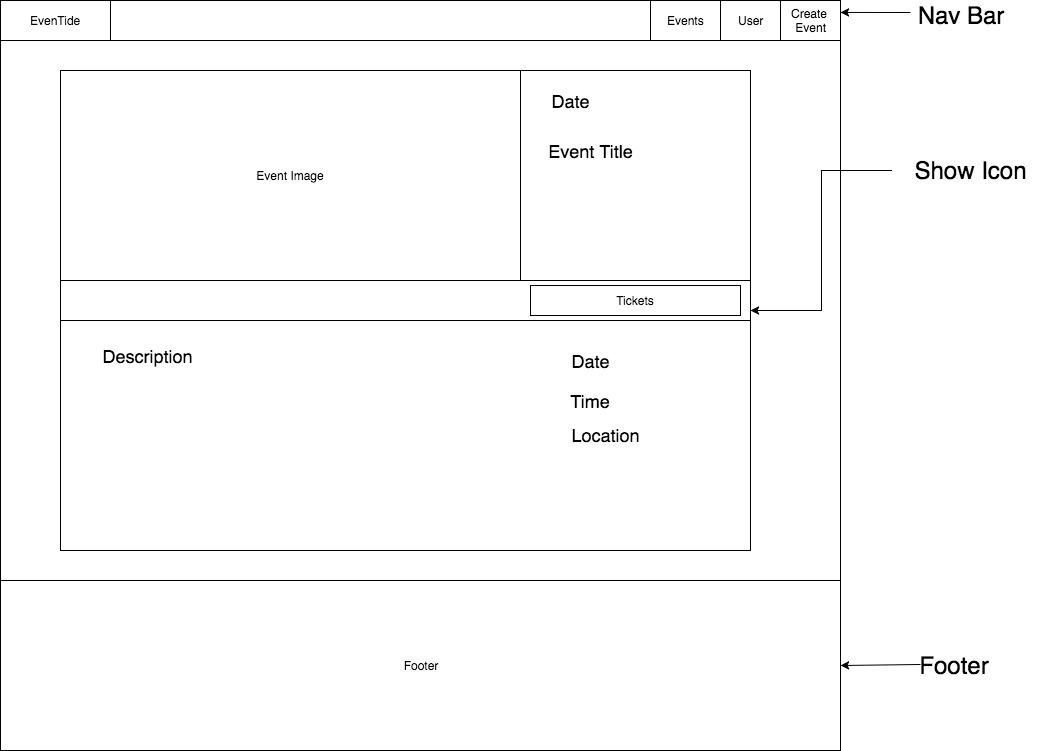 EvenTide
Events
User
Create
Event
Nav Bar
Event Image
Date
Event Title
Show Icon
Tickets
Description
Date
Time
Location
Footer
Footer